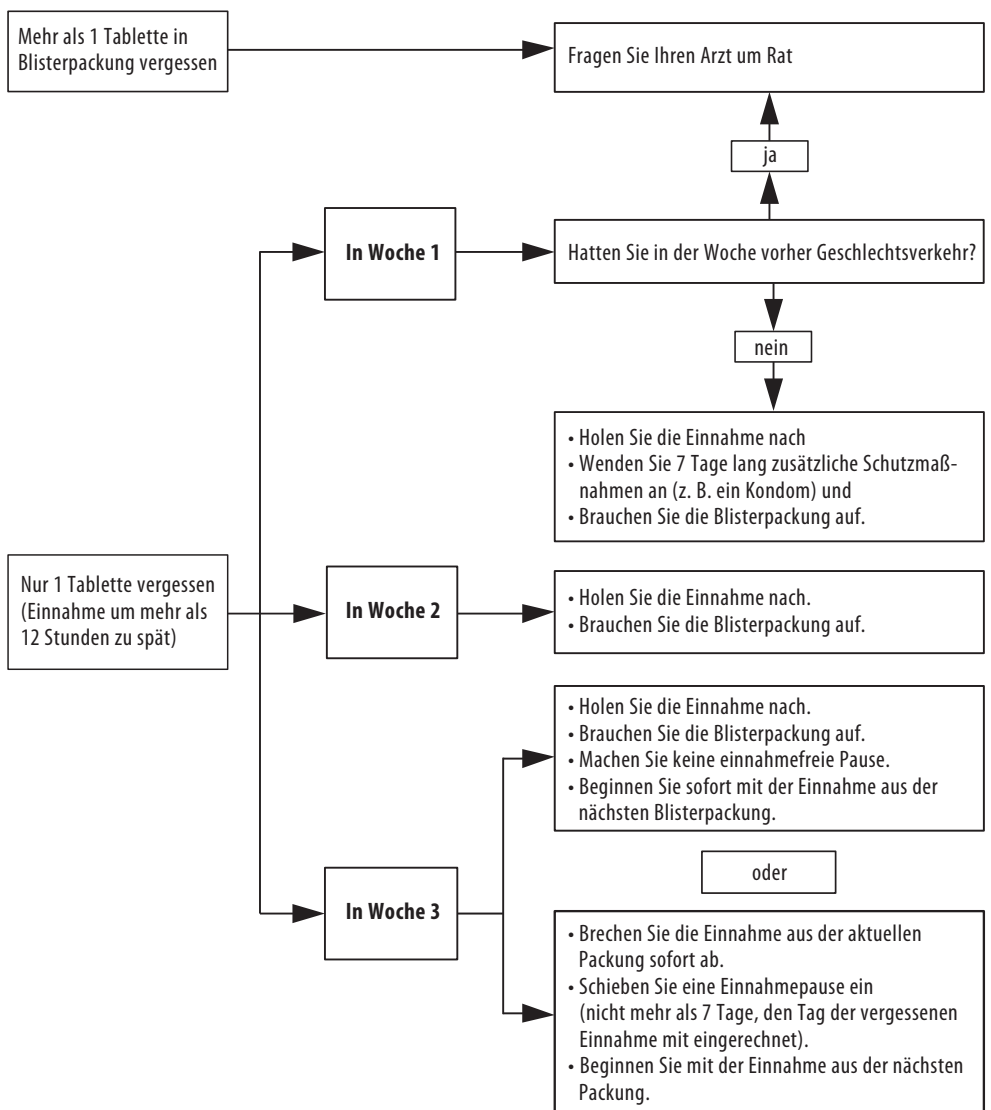 Mehr als 1 Tablette in
Blisterpackung vergessen
Fragen Sie Ihren Arzt um Rat
ja
In Woche 1
Hatten Sie in der Woche vorher Geschlechtsverkehr?
nein
• Holen Sie die Einnahme nach
• Wenden Sie 7 Tage lang zusätzliche Schutzmaß-
nahmen an (z. B. ein Kondom) und
• Brauchen Sie die Blisterpackung auf.
Nur 1 Tablette vergessen
(Einnahme um mehr als
12 Stunden zu spät)
In Woche 2
• Holen Sie die Einnahme nach.
• Brauchen Sie die Blisterpackung auf.
• Holen Sie die Einnahme nach.
• Brauchen Sie die Blisterpackung auf.
• Machen Sie keine einnahmefreie Pause.
• Beginnen Sie sofort mit der Einnahme aus der
nächsten Blisterpackung.
oder
In Woche 3
• Brechen Sie die Einnahme aus der aktuellen
Packung sofort ab.
• Schieben Sie eine Einnahmepause ein
(nicht mehr als 7 Tage, den Tag der vergessenen
Einnahme mit eingerechnet).
• Beginnen Sie mit der Einnahme aus der nächsten
Packung.